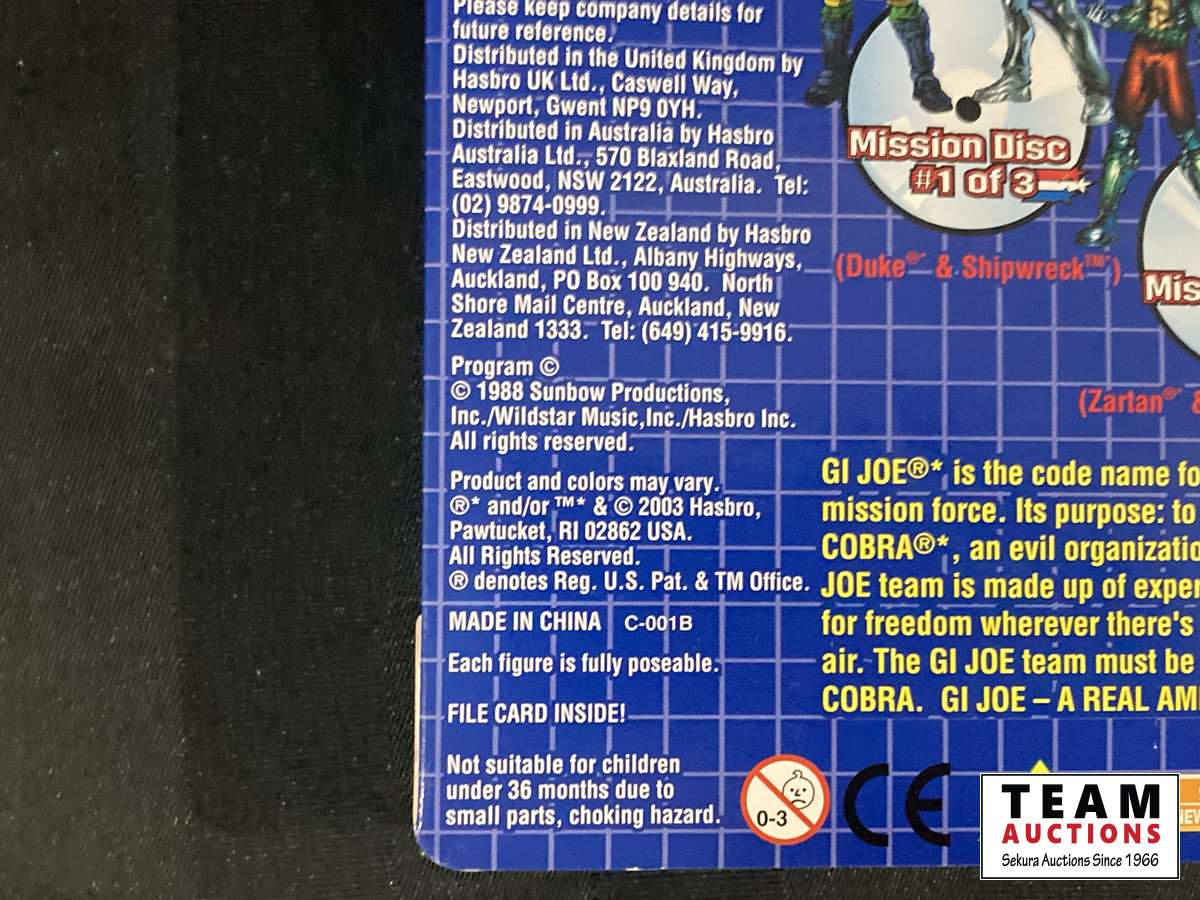 Please keep company details for
future reference.
Distributed in the United Kingdom by
Hasbro UK Ltd., Caswell Way,
Newport, Gwent NP9 0YH.
Distributed in Australia by Hasbro
Australia Ltd., 570 Blaxland Road,
Eastwood, NSW 2122, Australia. Tel:
(02) 9874-0999.
Distributed in New Zealand by Hasbro
New Zealand Ltd., Albany Highways,
Auckland, PO Box 100 940. North
Shore Mail Centre, Auckland, New
Zealand 1333. Tel: (649) 415-9916.
Program ©
© 1988 Sunbow Productions,
Inc./Wildstar Music,Inc./Hasbro Inc.
All rights reserved.
Product and colors may vary.
®* and/or ™* & © 2003 Hasbro,
Pawtucket, RI 02862 USA.
All Rights Reserved.
® denotes Reg. U.S. Pat. & TM Office.
MADE IN CHINA C-001B
Each figure is fully poseable.
FILE CARD INSIDE!
Not suitable for children
under 36 months due to
small parts, choking hazard.
0-3
CE
Mission Disc
#1 of 3
(Duke®* & Shipwreck™*)
Mis
(Zartan®* &
GI JOE®* is the code name fo
mission force. Its purpose: to
COBRA®*, an evil organizatio
JOE team is made up of exper
for freedom wherever there's
air. The GI JOE team must be
COBRA. GI JOE – A REAL AM
TEAM
AUCTIONS
Sekura Auctions Since 1966